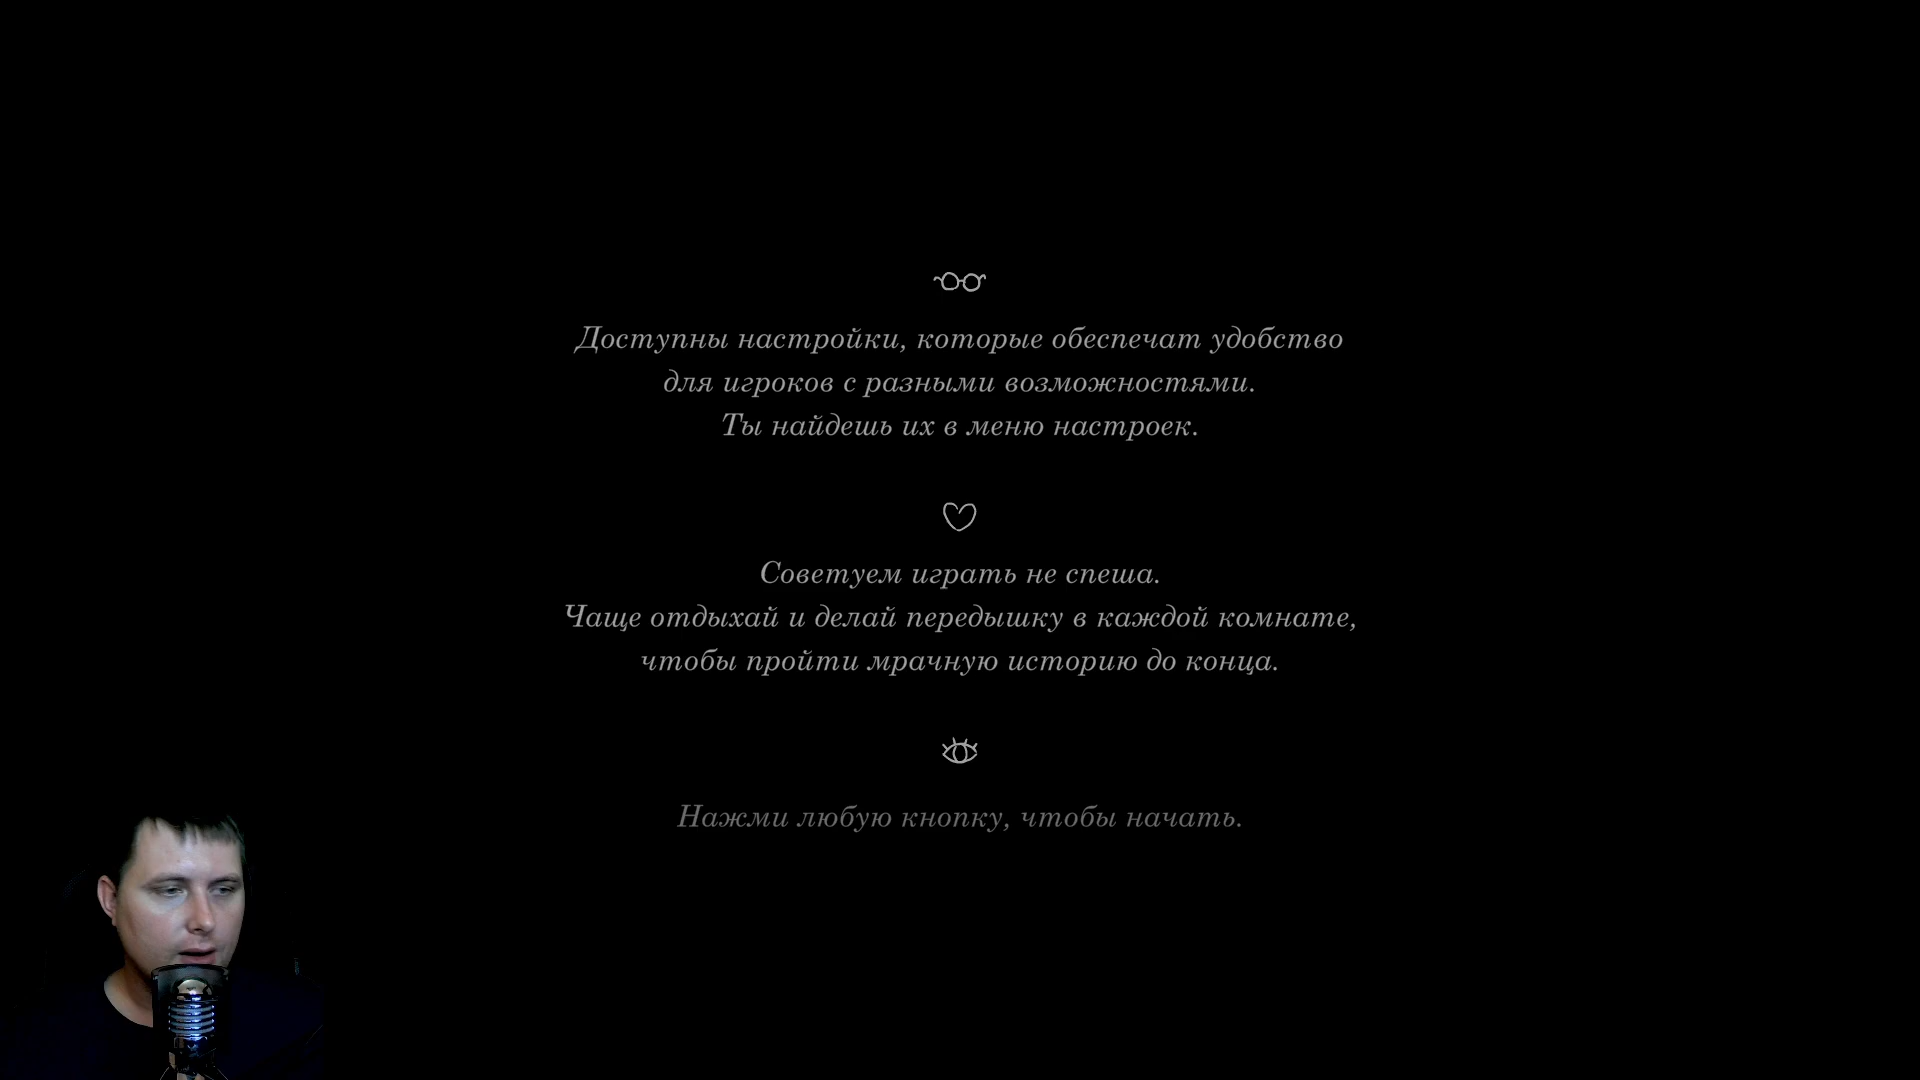 Доступны настройки, которые обеспечат удобство
для игроков с разными возможностями.
Ты найдешь их в меню настроек.
Советуем играть не спеша.
Чаще отдыхай и делай передышку в каждой комнате,
чтобы пройти мрачную историю до конца.
Нажми любую кнопку, чтобы начать.